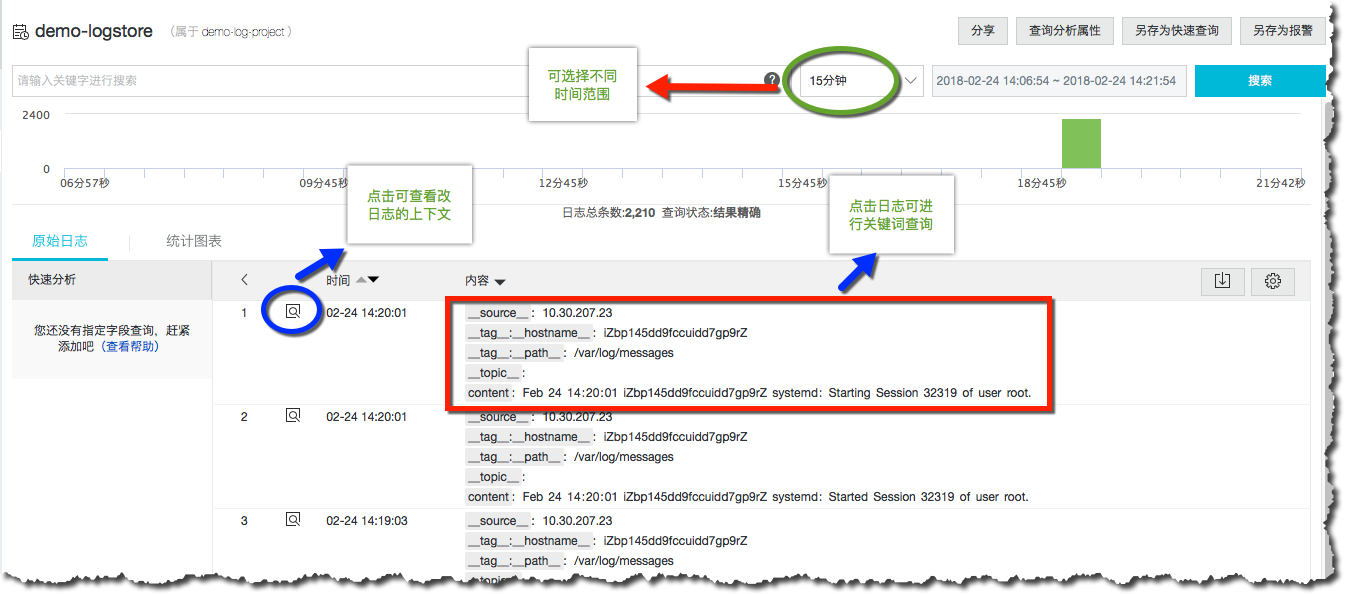 demo-logstore (属于 demo-log-project )
分享 查询分析属性 另存为快速查询 另存为报警
请输入关键字进行搜索
?
15分钟
2018-02-24 14:06:54 ~ 2018-02-24 14:21:54
搜索
可选择不同
时间范围
2400
0
06分57秒 09分45秒 12分45秒 15分45秒 18分45秒 21分42秒
点击可查看改
日志的上下文
点击日志可进
行关键词查询
日志总条数:2,210 查询状态:结果精确
原始日志 统计图表
快速分析
您还没有指定字段查询，赶紧
添加吧（查看帮助）
时间 内容
1 02-24 14:20:01 __source__: 10.30.207.23
__tag__:__hostname__: iZbp145dd9fccuidd7gp9rZ
__tag__:__path__: /var/log/messages
__topic__:
content: Feb 24 14:20:01 iZbp145dd9fccuidd7gp9rZ systemd: Starting Session 32319 of user root.
2 02-24 14:20:01 __source__: 10.30.207.23
__tag__:__hostname__: iZbp145dd9fccuidd7gp9rZ
__tag__:__path__: /var/log/messages
__topic__:
content: Feb 24 14:20:01 iZbp145dd9fccuidd7gp9rZ systemd: Started Session 32319 of user root.
3 02-24 14:19:03 __source__: 10.30.207.23
__tag__:__hostname__: iZbp145dd9fccuidd7gp9rZ
__tag__:__path__: /var/log/messages